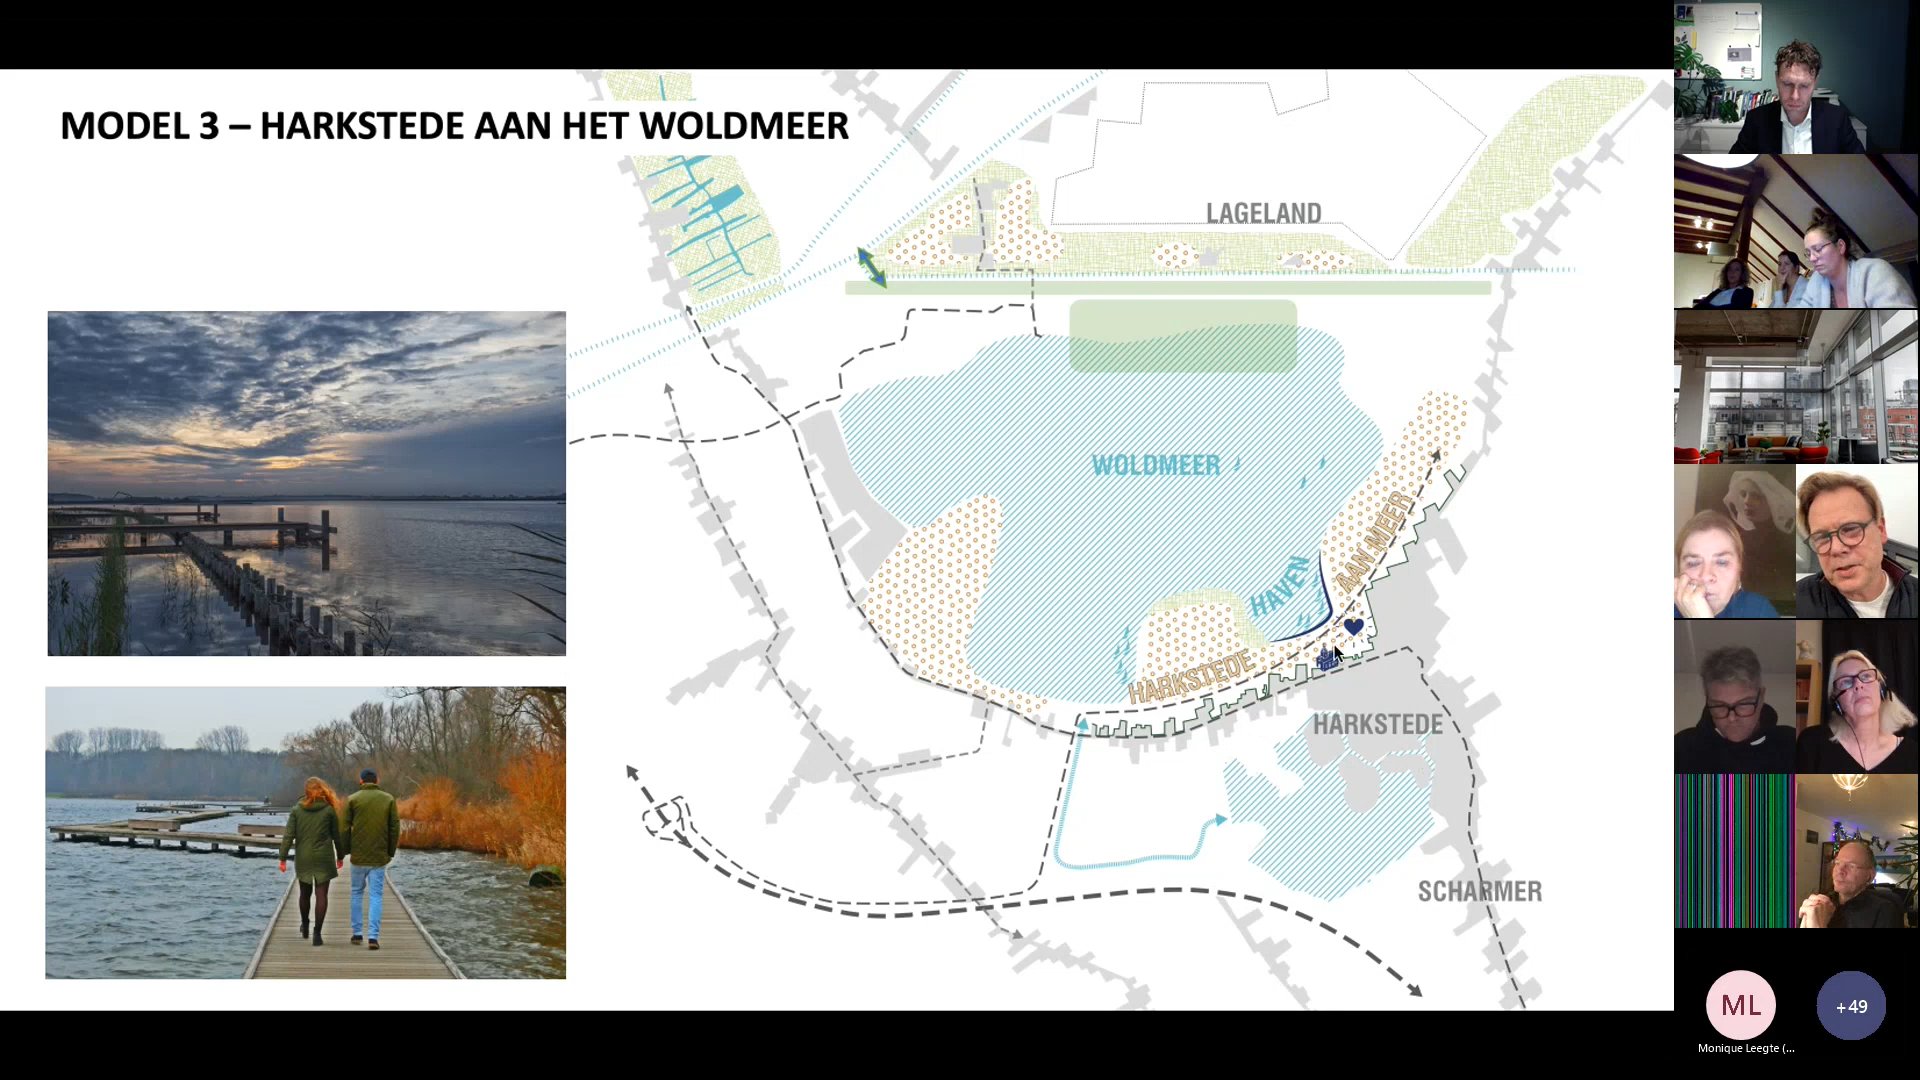 MODEL 3 – HARKSTEDE AAN HET WOLDMEER
LAGELAND
WOLDMEER
HAVEN
AAN MEER
HARKSTEDE
HARKSTEDE
SCHARMER
ML
+49
Monique Leegte (...